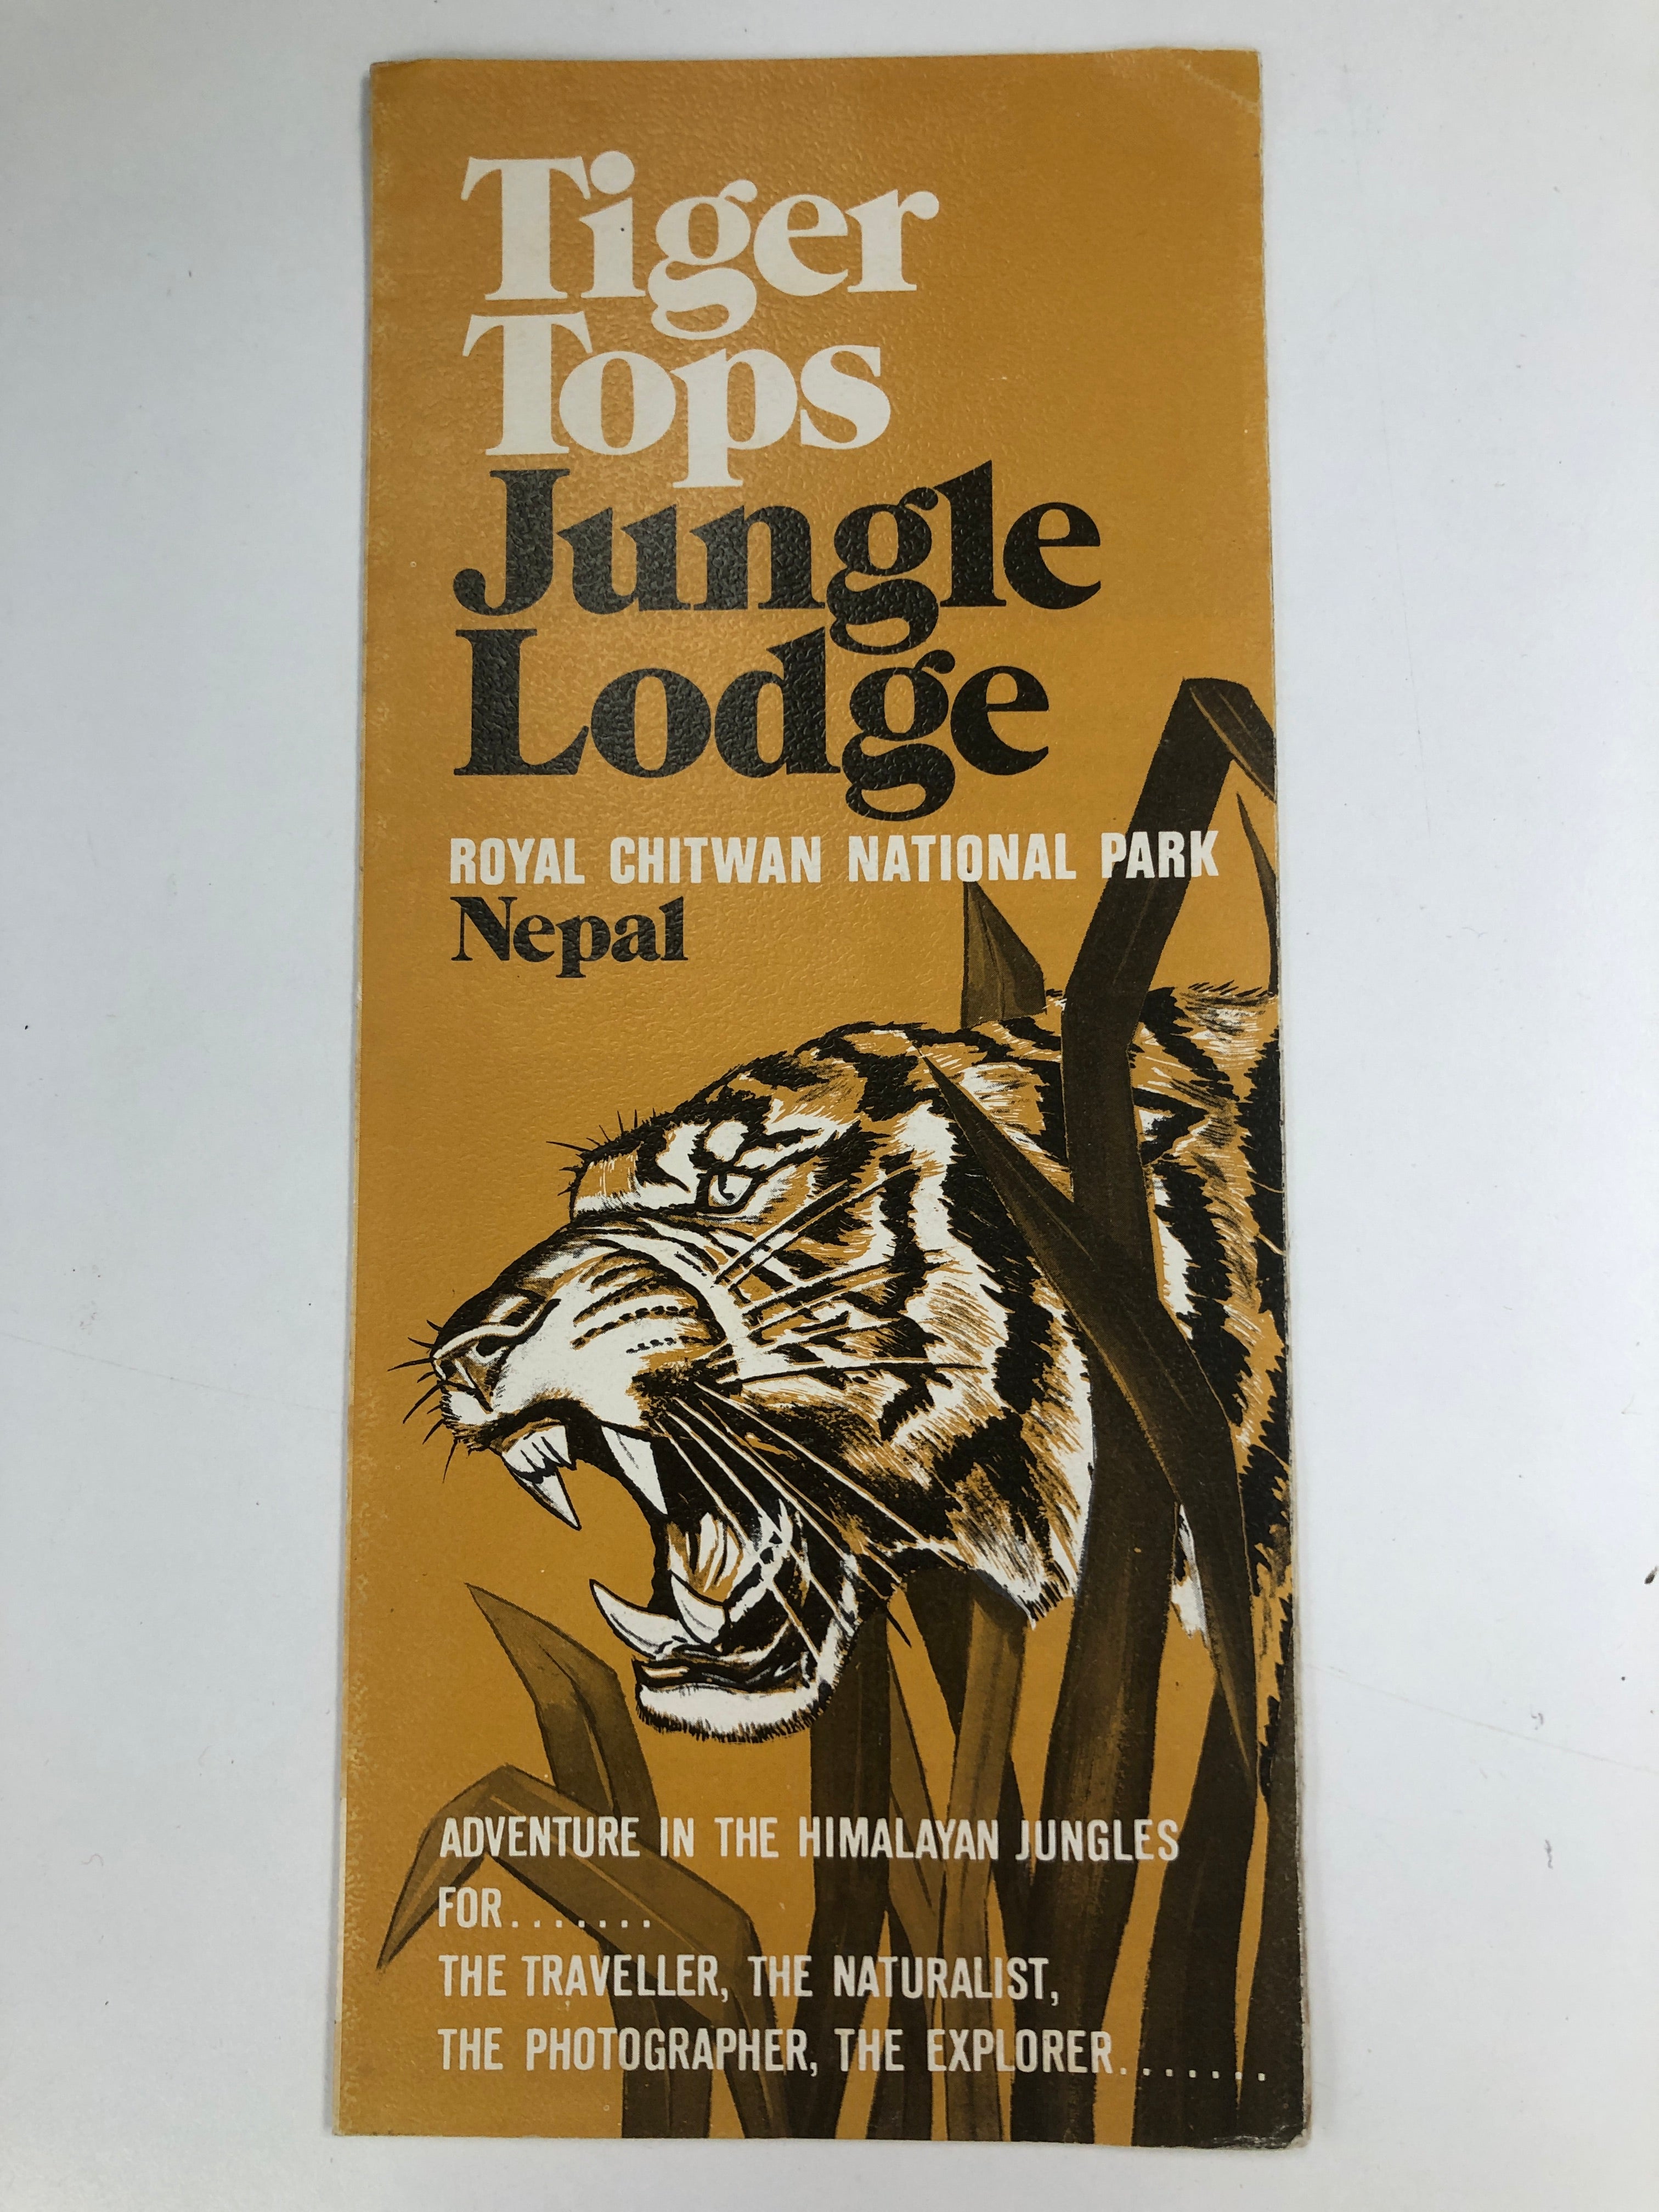 Tiger
Tops
Jungle
Lodge
ROYAL CHITWAN NATIONAL PARK
Nepal
ADVENTURE IN THE HIMALAYAN JUNGLES
FOR.......
THE TRAVELLER, THE NATURALIST,
THE PHOTOGRAPHER, THE EXPLORER.......